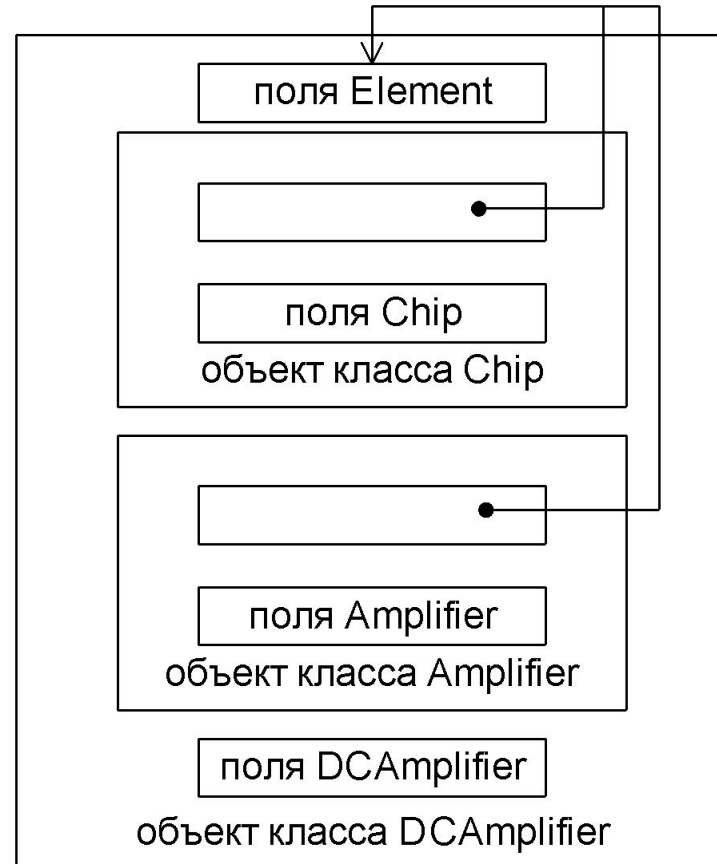 поля Element
поля Chip
объект класса Chip
поля Amplifier
объект класса Amplifier
поля DCAmplifier
объект класса DCAmplifier